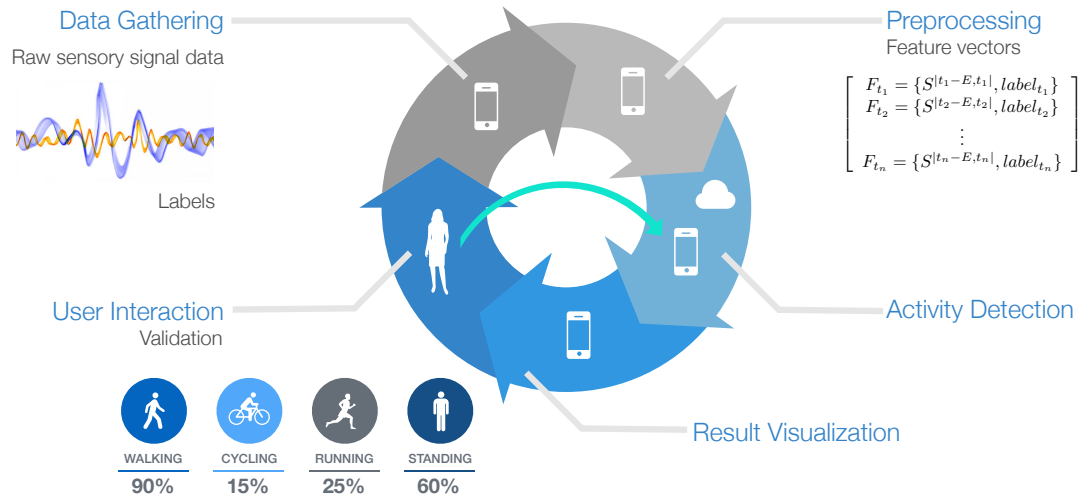 Data Gathering
Raw sensory signal data
Labels
Preprocessing
Feature vectors
F_{t_1} = {S^{|t_1−E,t_1|}, label_{t_1}}
F_{t_2} = {S^{|t_2−E,t_2|}, label_{t_2}}
⋮
F_{t_n} = {S^{|t_n−E,t_n|}, label_{t_n}}
User Interaction
Validation
Activity Detection
Result Visualization
WALKING CYCLING RUNNING STANDING
90% 15% 25% 60%